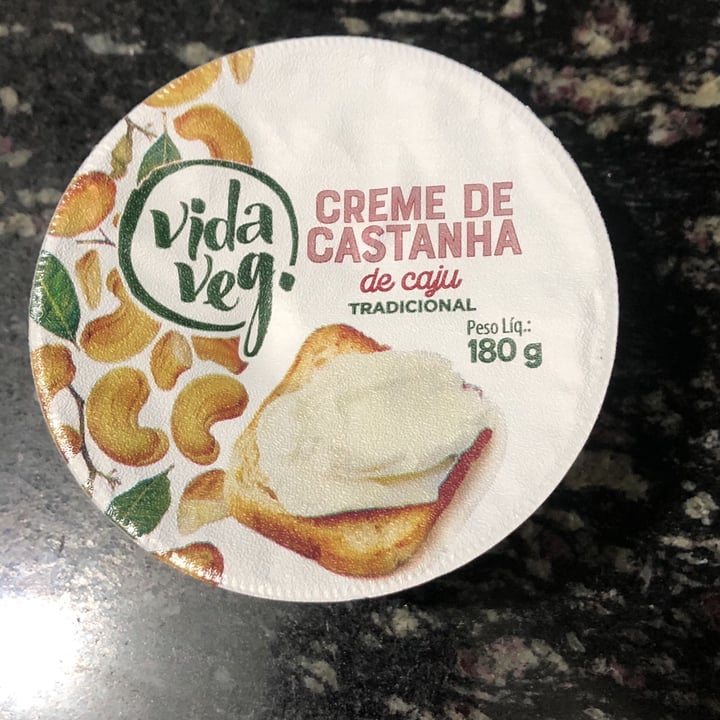 vida
veg.
CREME DE
CASTANHA
de caju
TRADICIONAL
Peso Líq.:
180 g